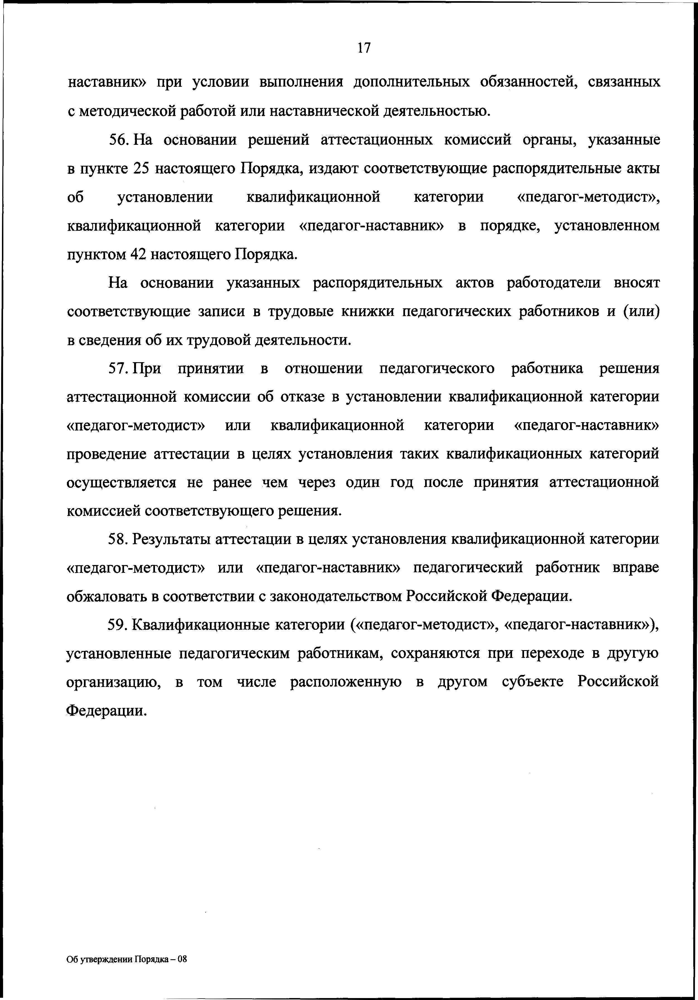 17
наставник» при условии выполнения дополнительных обязанностей, связанных
с методической работой или наставнической деятельностью.
56. На основании решений аттестационных комиссий органы, указанные
в пункте 25 настоящего Порядка, издают соответствующие распорядительные акты
об установлении квалификационной категории «педагог-методист»,
квалификационной категории «педагог-наставник» в порядке, установленном
пунктом 42 настоящего Порядка.
На основании указанных распорядительных актов работодатели вносят
соответствующие записи в трудовые книжки педагогических работников и (или)
в сведения об их трудовой деятельности.
57. При принятии в отношении педагогического работника решения
аттестационной комиссии об отказе в установлении квалификационной категории
«педагог-методист» или квалификационной категории «педагог-наставник»
проведение аттестации в целях установления таких квалификационных категорий
осуществляется не ранее чем через один год после принятия аттестационной
комиссией соответствующего решения.
58. Результаты аттестации в целях установления квалификационной категории
«педагог-методист» или «педагог-наставник» педагогический работник вправе
обжаловать в соответствии с законодательством Российской Федерации.
59. Квалификационные категории («педагог-методист», «педагог-наставник»),
установленные педагогическим работникам, сохраняются при переходе в другую
организацию, в том числе расположенную в другом субъекте Российской
Федерации.
Об утверждении Порядка – 08